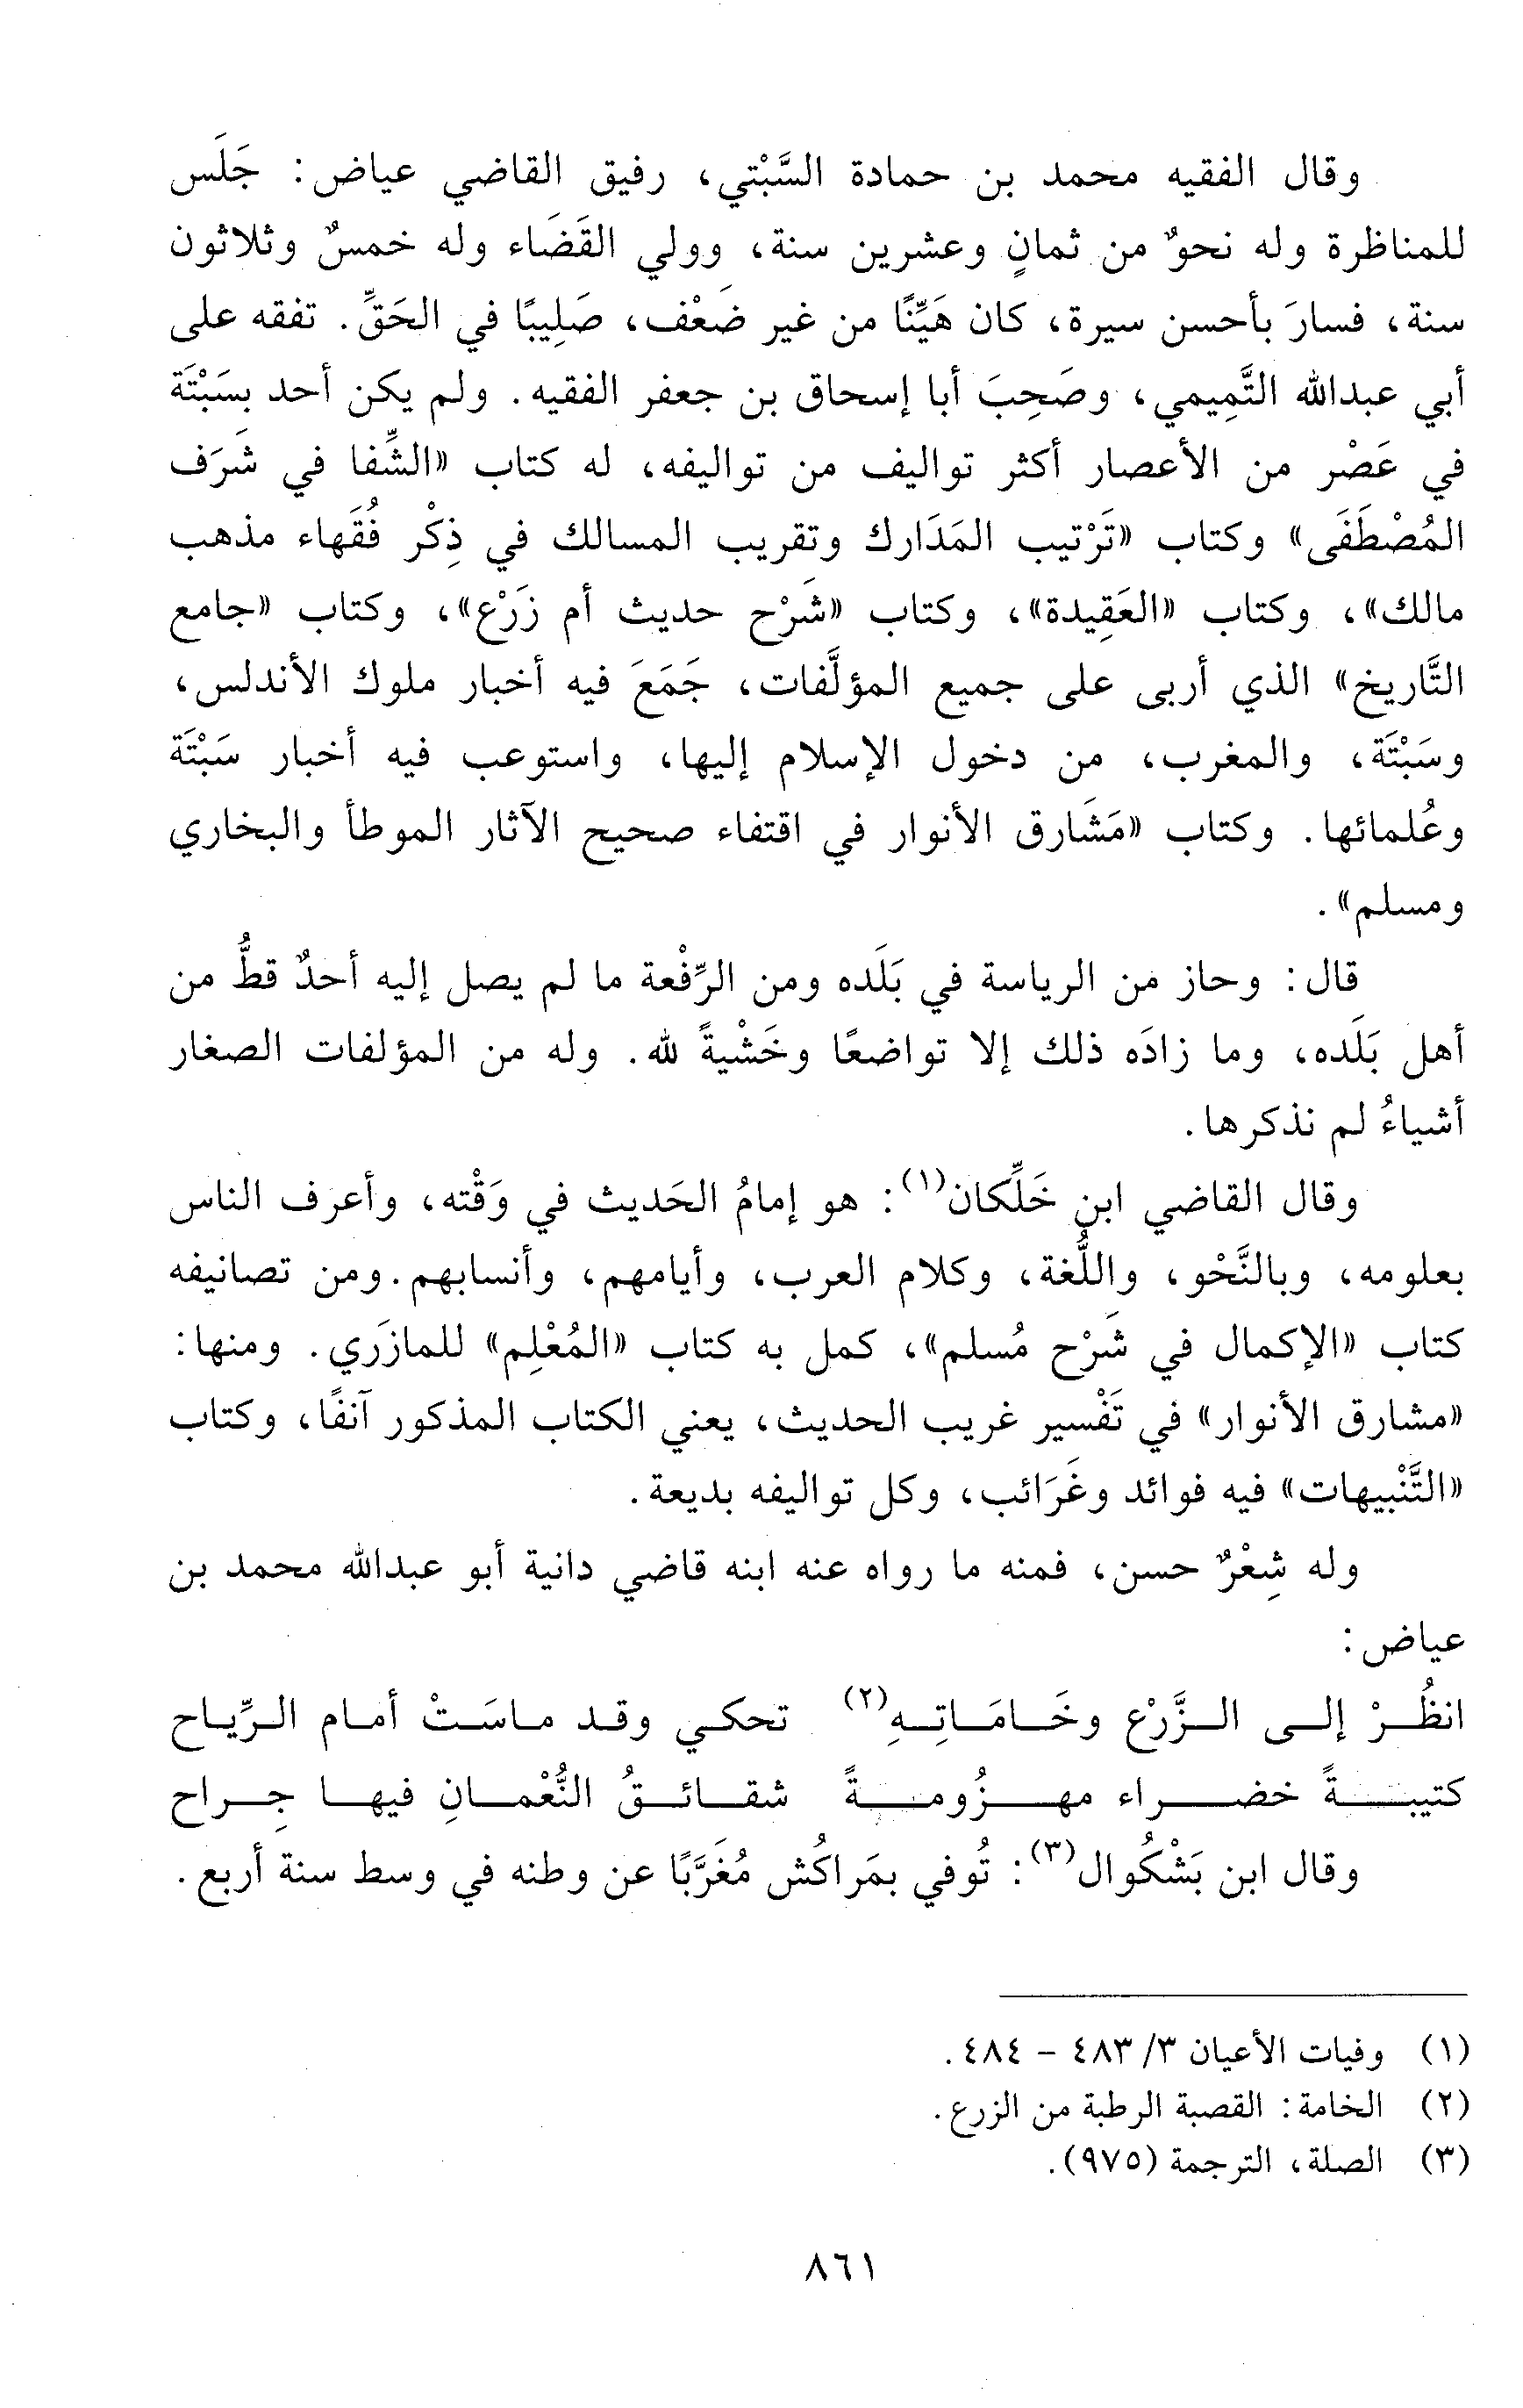 وقال الفقيه محمد بن حمادة السَّبْتي، رفيق القاضي عياض: جَلَس
للمناظرة وله نحوٌ من ثمانٍ وعشرين سنة، وولي القَضَاء وله خمسٌ وثلاثون
سنة، فسارَ بأحسن سيرة، كان هَيِّنًا من غير ضَعْف، صَلِيبًا في الحَقِّ. تفقه على
أبي عبدالله التَّمِيمي، وصَحِبَ أبا إسحاق بن جعفر الفقيه. ولم يكن أحد بسَبْتَة
في عَصْر من الأعصار أكثر تواليف من تواليفه، له كتاب «الشِّفا في شَرَف
المُصْطَفَى» وكتاب «تَرْتيب المَدَارك وتقريب المسالك في ذِكْر فُقَهاء مذهب
مالك»، وكتاب «العَقِيدة»، وكتاب «شَرْح حديث أم زَرْع»، وكتاب «جامع
التَّاريخ» الذي أربى على جميع المؤلَّفات، جَمَعَ فيه أخبار ملوك الأندلس،
وسَبْتَة، والمغرب، من دخول الإسلام إليها، واستوعب فيه أخبار سَبْتَة
وعُلمائها. وكتاب «مَشَارق الأنوار في اقتفاء صحيح الآثار الموطأ والبخاري
ومسلم».
قال: وحاز من الرياسة في بَلَده ومن الرِّفْعة ما لم يصل إليه أحدٌ قطُّ من
أهل بَلَده، وما زادَه ذلك إلا تواضعًا وخَشْيةً لله. وله من المؤلفات الصغار
أشياءُ لم نذكرها.
وقال القاضي ابن خَلِّكان(١): هو إمامُ الحَديث في وَقْته، وأعرف الناس
بعلومه، وبالنَّحْو، واللُّغة، وكلام العرب، وأيامهم، وأنسابهم. ومن تصانيفه
كتاب «الإكمال في شَرْح مُسلم»، كمل به كتاب «المُعْلِم» للمازَري. ومنها:
«مشارق الأنوار» في تَفْسير غريب الحديث، يعني الكتاب المذكور آنفًا، وكتاب
«التَّنْبيهات» فيه فوائد وغَرَائب، وكل تواليفه بديعة.
وله شِعْرٌ حسن، فمنه ما رواه عنه ابنه قاضي دانية أبو عبدالله محمد بن
عياض:
انظُرْ إلى الزَّرْع وخَامَاتِهِ(٢) تحكي وقد ماسَتْ أمام الرِّياح
كتيبةً خضراء مهزُومةً شقائقُ النُّعْمانِ فيها جِراح
وقال ابن بَشْكُوال(٣): تُوفي بمَراكُش مُغَرَّبًا عن وطنه في وسط سنة أربع.
(١) وفيات الأعيان ٣/ ٤٨٣ - ٤٨٤.
(٢) الخامة: القصبة الرطبة من الزرع.
(٣) الصلة، الترجمة (٩٧٥).
٨٦١